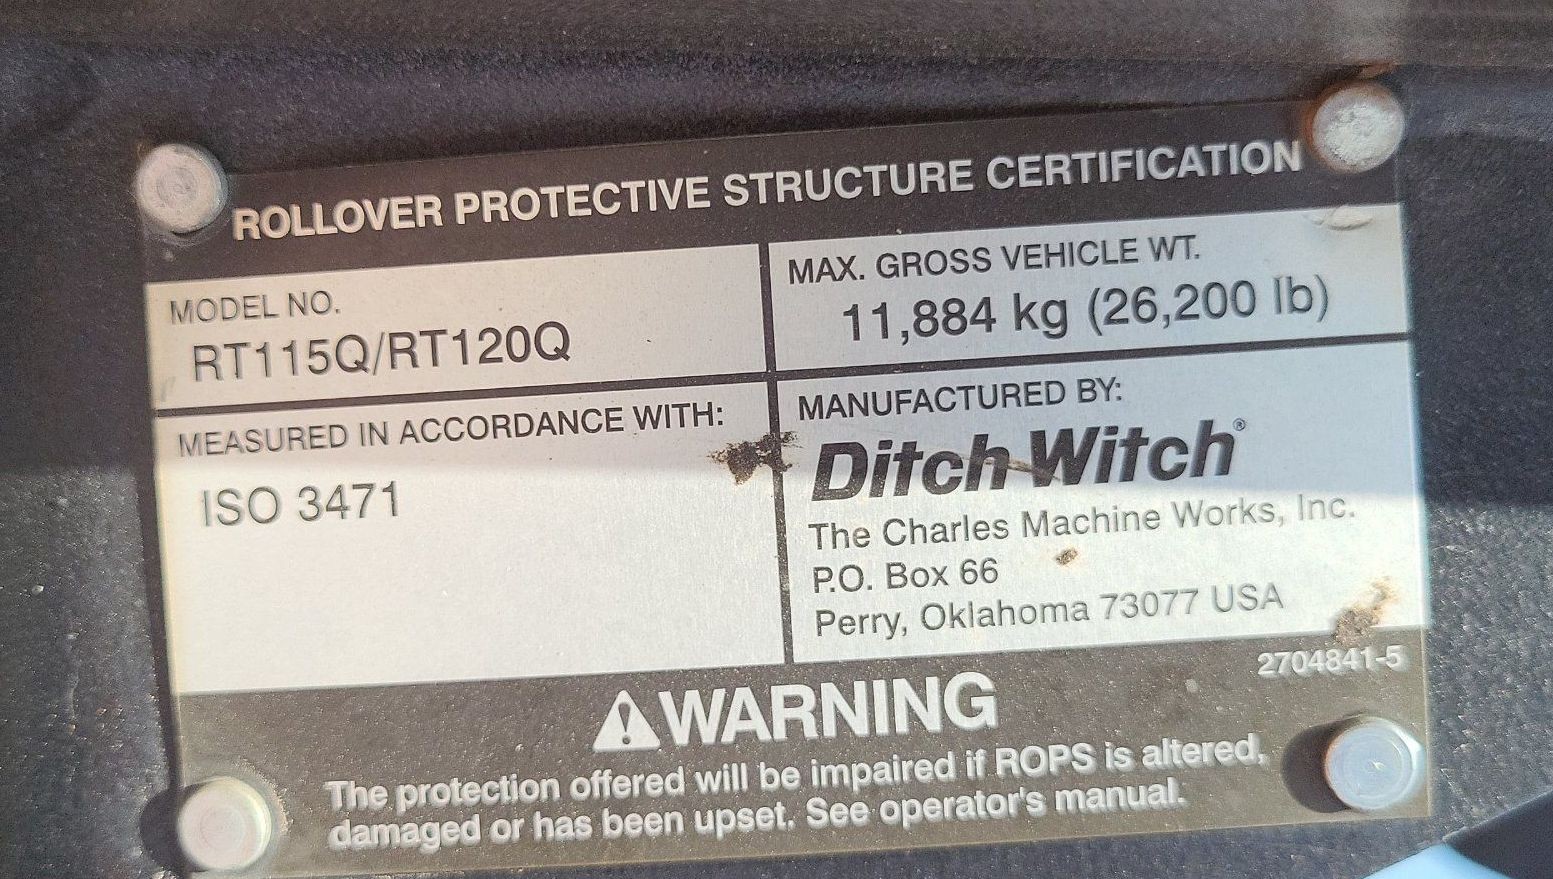 ROLLOVER PROTECTIVE STRUCTURE CERTIFICATION
MODEL NO.
RT115Q/RT120Q
MAX. GROSS VEHICLE WT.
11,884 kg (26,200 lb)
MEASURED IN ACCORDANCE WITH:
ISO 3471
MANUFACTURED BY:
Ditch Witch®
The Charles Machine Works, Inc.
P.O. Box 66
Perry, Oklahoma 73077 USA
2704841-5
WARNING
The protection offered will be impaired if ROPS is altered,
damaged or has been upset. See operator's manual.